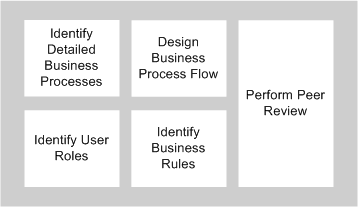 Identify
Detailed
Business
Processes
Design
Business
Process Flow
Perform Peer
Review
Identify User
Roles
Identify
Business
Rules